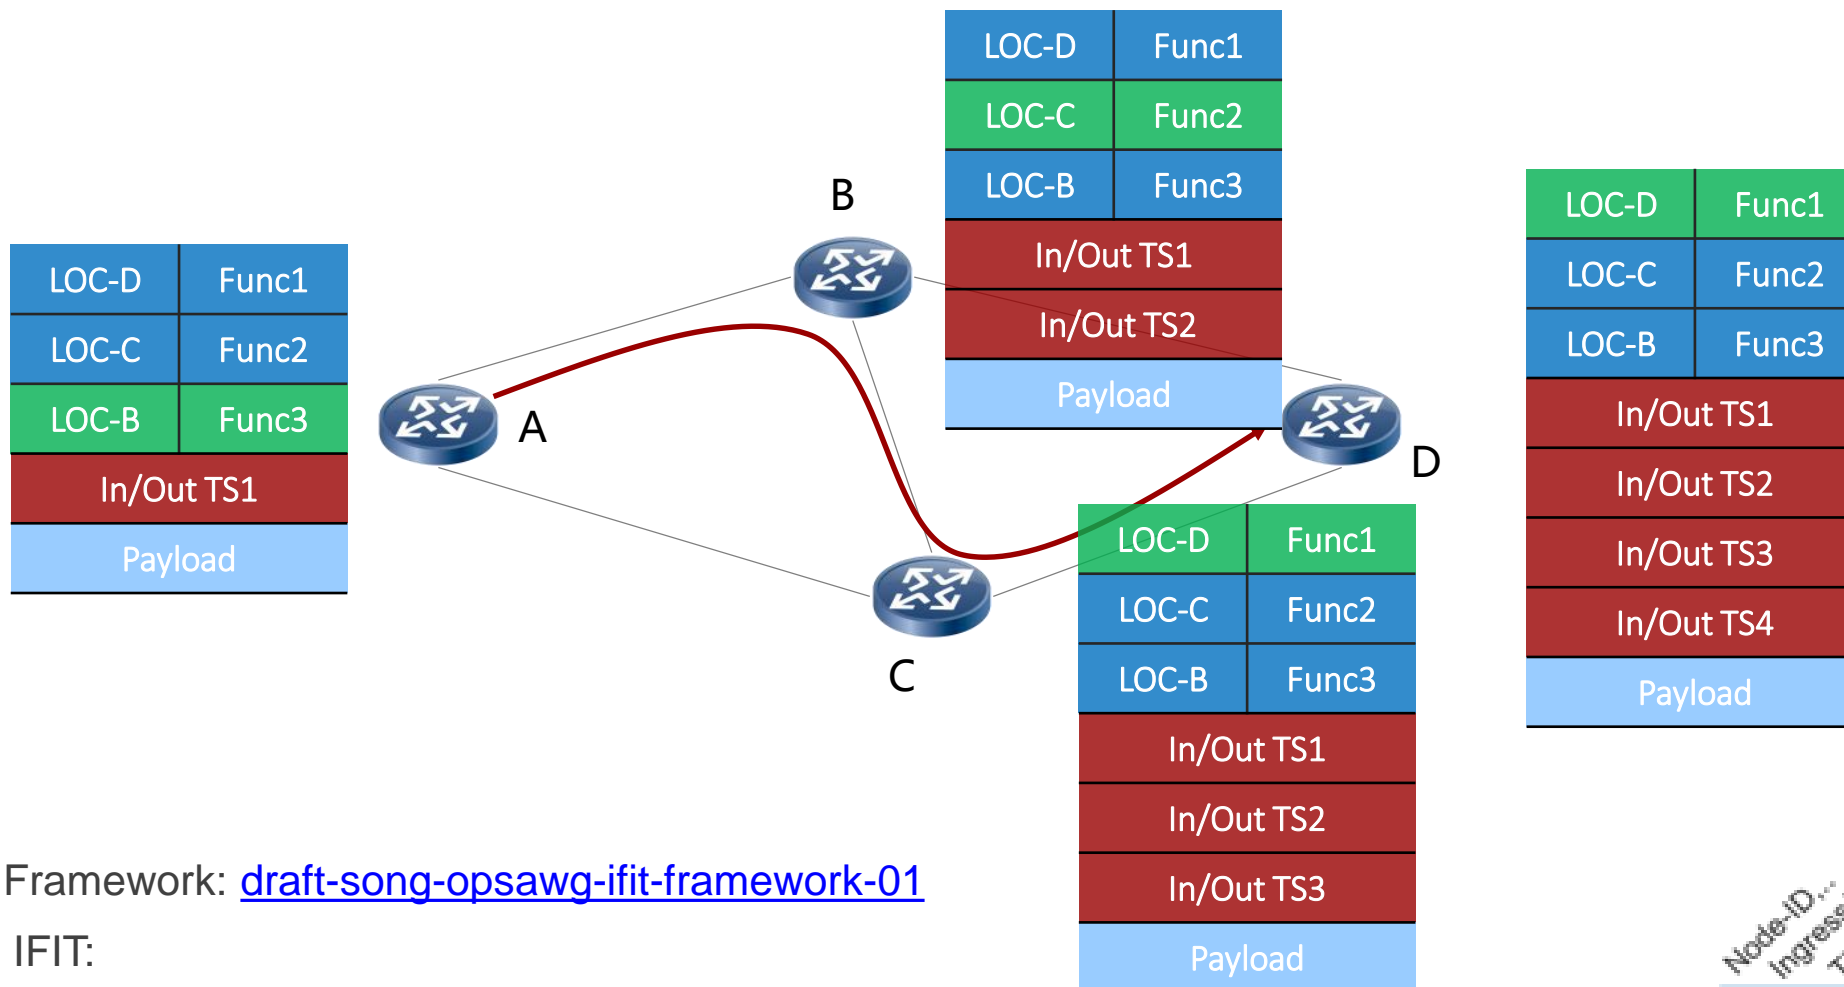 LOC-D Func1
LOC-C Func2
LOC-B Func3
In/Out TS1
Payload
A
B
C
D
LOC-D Func1
LOC-C Func2
LOC-B Func3
In/Out TS1
In/Out TS2
Payload
LOC-D Func1
LOC-C Func2
LOC-B Func3
In/Out TS1
In/Out TS2
In/Out TS3
Payload
LOC-D Func1
LOC-C Func2
LOC-B Func3
In/Out TS1
In/Out TS2
In/Out TS3
In/Out TS4
Payload
Framework: draft-song-opsawg-ifit-framework-01
IFIT:
Node-ID...
Ingress